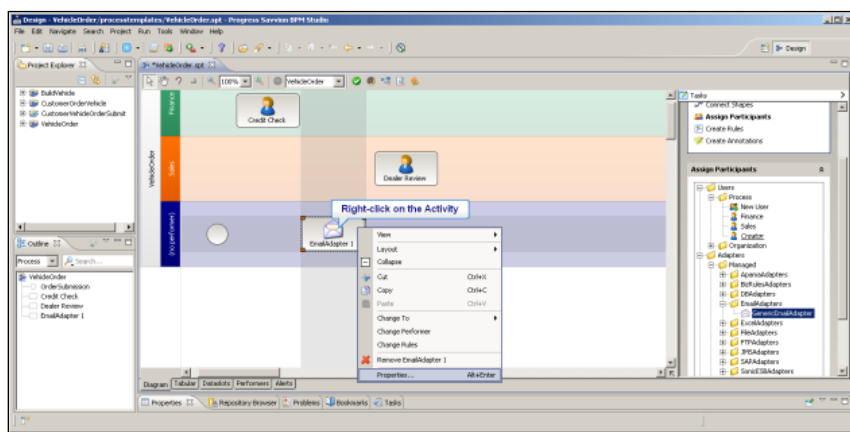 Design - VehicleOrder/processtemplates/VehicleOrder.spt - Progress Savvion BPM Studio
File Edit Navigate Search Project Run Tools Window Help
Design
Project Explorer
BuildVehicle
CustomerOrderVehicle
CustomerVehicleOrderSubmit
VehicleOrder
Outline
Process
Search...
VehicleOrder
OrderSubmission
Credit Check
Dealer Review
EmailAdapter 1
*VehicleOrder.spt
100%
VehicleOrder
VehicleOrder
Finance
Credit Check
Sales
Dealer Review
(no performer)
EmailAdapter 1
Right-click on the Activity
View
Layout
Collapse
Cut Ctrl+X
Copy Ctrl+C
Paste Ctrl+V
Change To
Change Performer
Change Rules
Remove EmailAdapter 1
Properties... Alt+Enter
Diagram Tabular Dataslots Performers Alerts
Tasks
Connect Shapes
Assign Participants
Create Rules
Create Annotations
Assign Participants
Users
Process
New User
Finance
Sales
Creator
Organization
Adapters
Managed
ApamaAdapters
BizRulesAdapters
DBAdapters
EmailAdapters
GenericEmailAdapter
ExcelAdapters
FileAdapters
FTPAdapters
JMSAdapters
SAPAdapters
SonicESBAdapters
Properties Repository Browser Problems Bookmarks Tasks